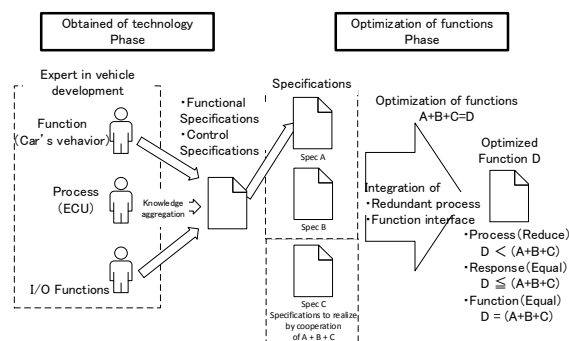 Obtained of technology
Phase
Optimization of functions
Phase
Expert in vehicle
development
Function
(Car's vehavior)
Process
(ECU)
I/O Functions
Knowledge
aggregation
・Functional
Specifications
・Control
Specifications
Specifications
Spec A
Spec B
Spec C
Specifications to realize
by cooperation
of A + B + C
Optimization of functions
A+B+C=D
Integration of
・Redundant process
・Function interface
Optimized
Function D
・Process(Reduce)
D < (A+B+C)
・Response(Equal)
D ≦ (A+B+C)
・Function(Equal)
D = (A+B+C)